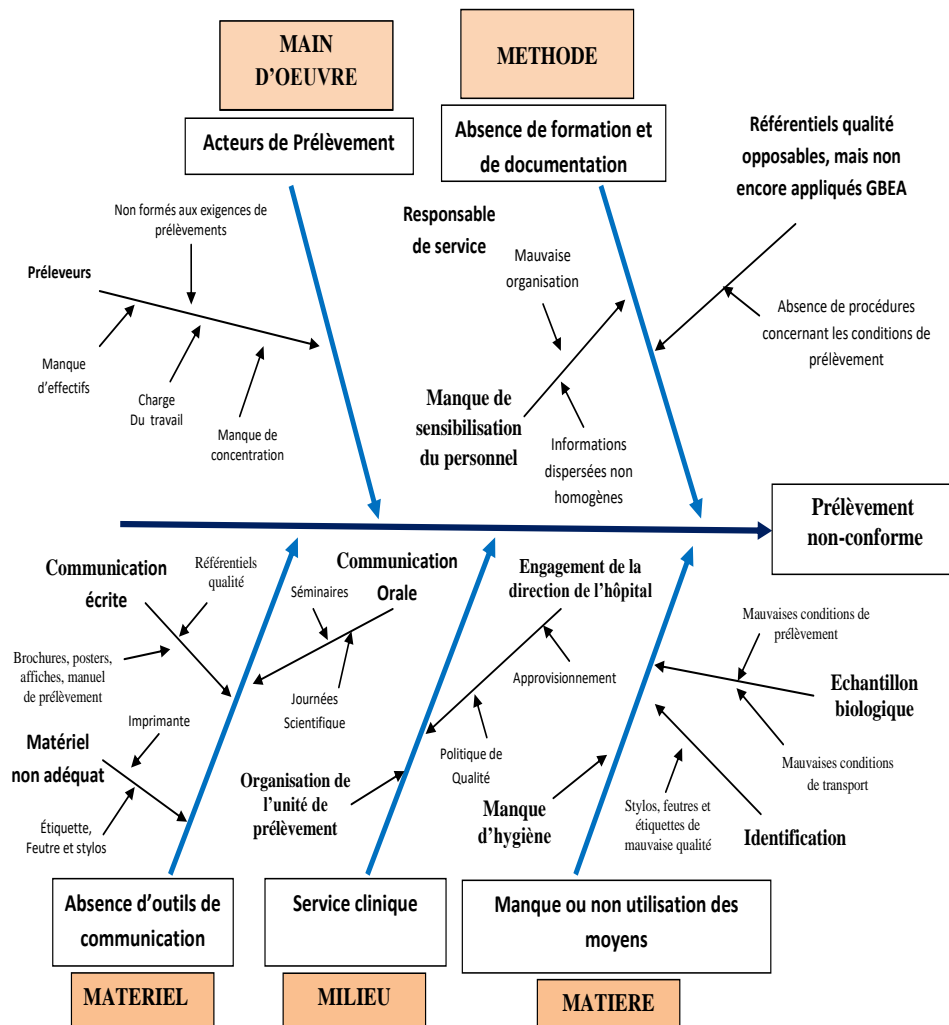 MAIN
D’OEUVRE
METHODE
Acteurs de Prélèvement
Absence de formation et
de documentation
Référentiels qualité
opposables, mais non
encore appliqués GBEA
Non formés aux exigences de
prélèvements
Responsable
de service
Préleveurs
Mauvaise
organisation
Absence de procédures
concernant les conditions de
prélèvement
Manque
d’effectifs
Charge
Du travail
Manque de
concentration
Manque de
sensibilisation
du personnel
Informations
dispersées non
homogènes
Prélèvement
non-conforme
Communication
écrite
Référentiels
qualité
Communication
Orale
Séminaires
Engagement de la
direction de l’hôpital
Mauvaises conditions de
prélèvement
Brochures, posters,
affiches, manuel
de prélèvement
Journées
Scientifique
Approvisionnement
Echantillon
biologique
Imprimante
Matériel
non adéquat
Politique de
Qualité
Mauvaises conditions
de transport
Organisation de
l’unité de
prélèvement
Manque
d’hygiène
Stylos, feutres et
étiquettes de
mauvaise qualité
Identification
Étiquette,
Feutre et stylos
Absence d’outils de
communication
Service clinique
Manque ou non utilisation des
moyens
MATERIEL
MILIEU
MATIERE